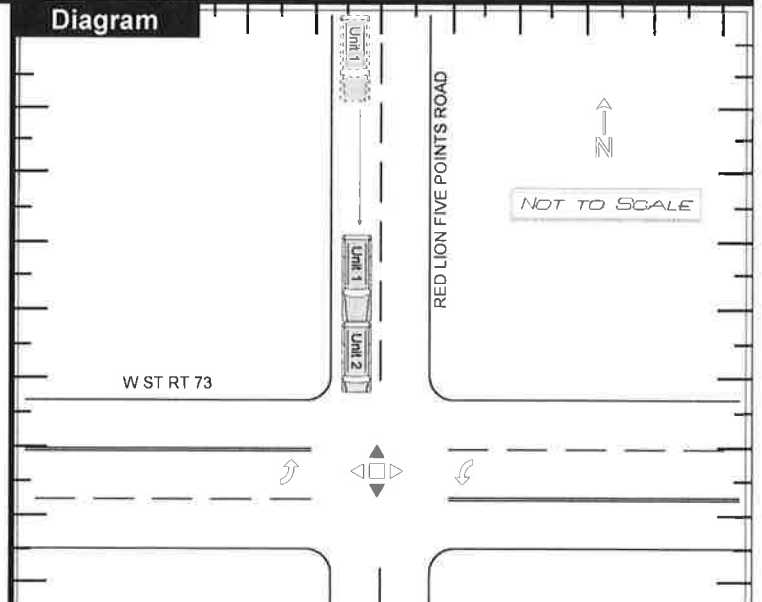 Diagram
Unit 1
RED LION FIVE POINTS ROAD
N
NOT TO SCALE
Unit 1
Unit 2
W ST RT 73